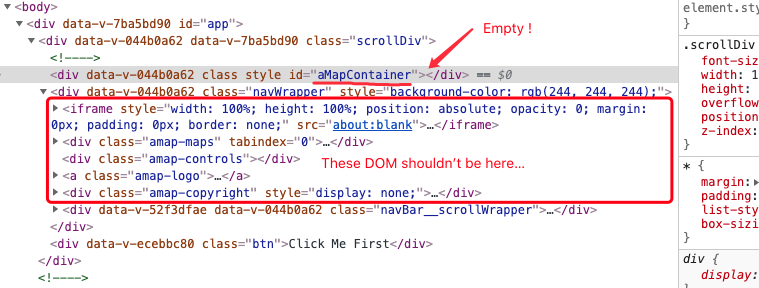 ▼<body>
▼<div data-v-7ba5bd90 id="app">
▼<div data-v-044b0a62 data-v-7ba5bd90 class="scrollDiv">
<!---->
<div data-v-044b0a62 class style id="aMapContainer"></div> == $0
▼<div data-v-044b0a62 class="navWrapper" style="background-color: rgb(244, 244, 244);">
▶<iframe style="width: 100%; height: 100%; position: absolute; opacity: 0; margin:
0px; padding: 0px; border: none;" src="about:blank">…</iframe>
▶<div class="amap-maps" tabindex="0">…</div>
<div class="amap-controls"></div>
▶<a class="amap-logo">…</a>
▶<div class="amap-copyright" style="display: none;">…</div>
▶<div data-v-52f3dfae data-v-044b0a62 class="navBar__scrollWrapper">…</div>
</div>
<div data-v-ecebbc80 class="btn">Click Me First</div>
</div>
<!---->
Empty !
These DOM shouldn't be here...
element.sty
}
.scrollDiv
font-siz
width: 1
height:
overflow
position
z-index:
}
* {
margin:▶
padding:
list-sty
box-sizi
}
div {
display: